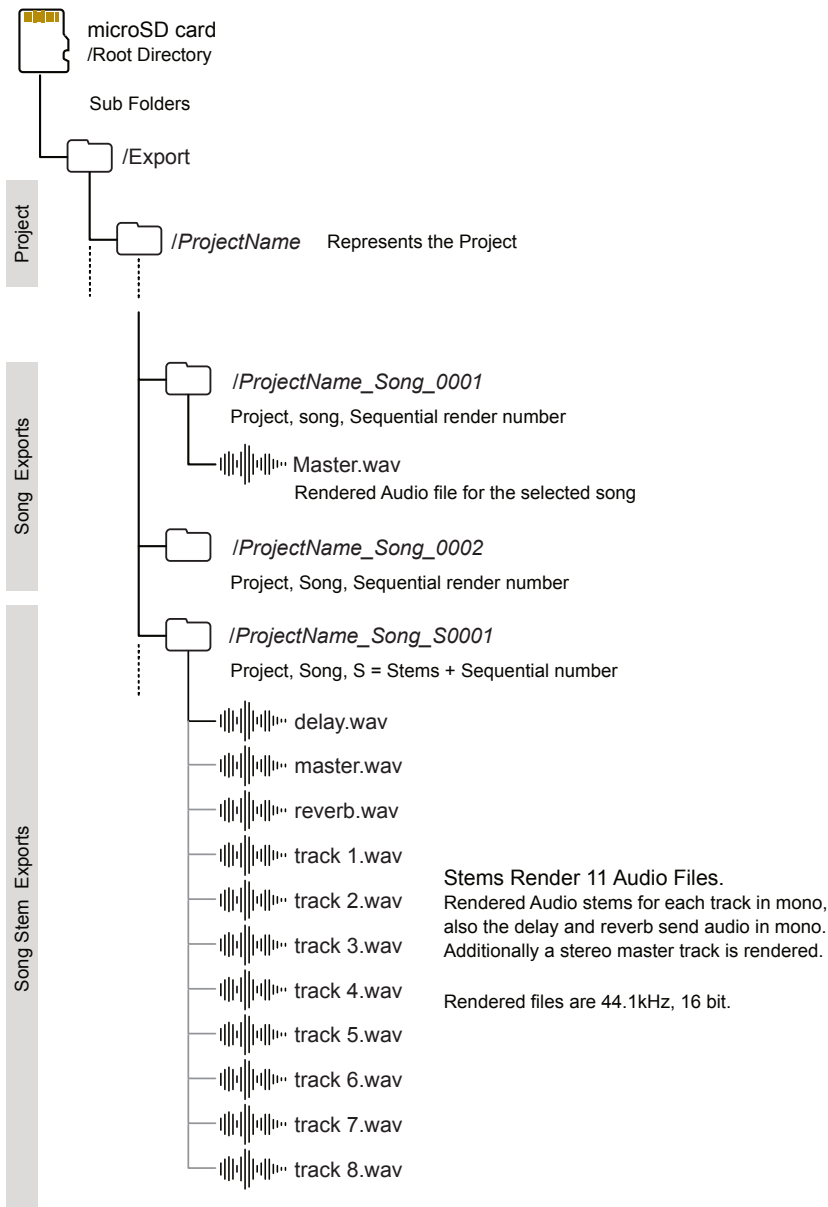 microSD card
/Root Directory
Sub Folders
/Export
Project
/ProjectName Represents the Project
Song Exports
/ProjectName_Song_0001
Project, song, Sequential render number
Master.wav
Rendered Audio file for the selected song
/ProjectName_Song_0002
Project, Song, Sequential render number
Song Stem Exports
/ProjectName_Song_S0001
Project, Song, S = Stems + Sequential number
delay.wav
master.wav
reverb.wav
track 1.wav
track 2.wav
track 3.wav
track 4.wav
track 5.wav
track 6.wav
track 7.wav
track 8.wav
Stems Render 11 Audio Files.
Rendered Audio stems for each track in mono,
also the delay and reverb send audio in mono.
Additionally a stereo master track is rendered.
Rendered files are 44.1kHz, 16 bit.